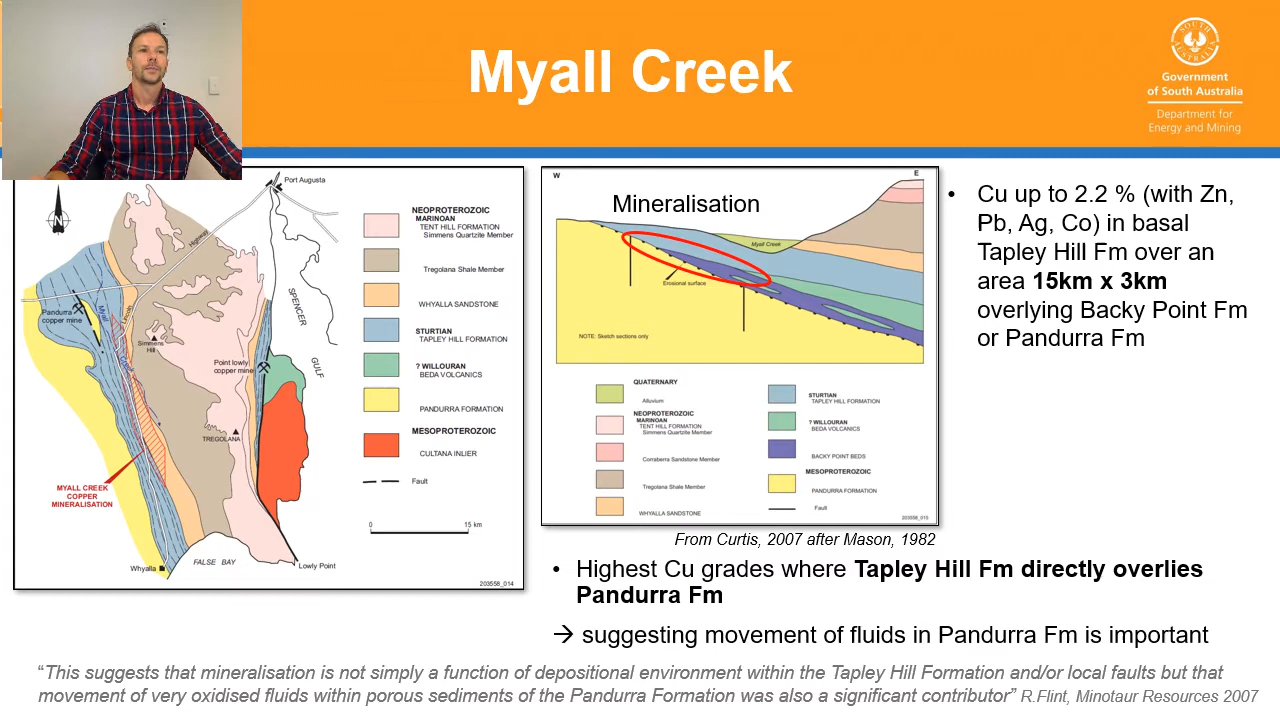 Myall Creek
SOUTH AUSTRALIA
Government
of South Australia
Department for
Energy and Mining
N
Port Augusta
Highway
SPENCER
GULF
Pandurra
copper mine
Myall
Creek
Simmens
Hill
Point lowly
copper mine
TREGOLANA
MYALL CREEK
COPPER
MINERALISATION
FALSE BAY
Whyalla
Lowly Point
NEOPROTEROZOIC
MARINOAN
TENT HILL FORMATION
Simmens Quartzite Member
Tregolana Shale Member
WHYALLA SANDSTONE
STURTIAN
TAPLEY HILL FORMATION
? WILLOURAN
BEDA VOLCANICS
PANDURRA FORMATION
MESOPROTEROZOIC
CULTANA INLIER
Fault
0 15 km
203558_014
W E
Mineralisation
Myall Creek
Erosional surface
NOTE: Sketch sections only
QUATERNARY
Alluvium
NEOPROTEROZOIC
MARINOAN
TENT HILL FORMATION
Simmens Quartzite Member
Corraberra Sandstone Member
Tregolana Shale Member
WHYALLA SANDSTONE
STURTIAN
TAPLEY HILL FORMATION
? WILLOURAN
BEDA VOLCANICS
BACKY POINT BEDS
MESOPROTEROZOIC
PANDURRA FORMATION
Fault
203558_015
From Curtis, 2007 after Mason, 1982
• Cu up to 2.2 % (with Zn,
Pb, Ag, Co) in basal
Tapley Hill Fm over an
area 15km x 3km
overlying Backy Point Fm
or Pandurra Fm
• Highest Cu grades where Tapley Hill Fm directly overlies
Pandurra Fm
→ suggesting movement of fluids in Pandurra Fm is important
“This suggests that mineralisation is not simply a function of depositional environment within the Tapley Hill Formation and/or local faults but that
movement of very oxidised fluids within porous sediments of the Pandurra Formation was also a significant contributor” R.Flint, Minotaur Resources 2007